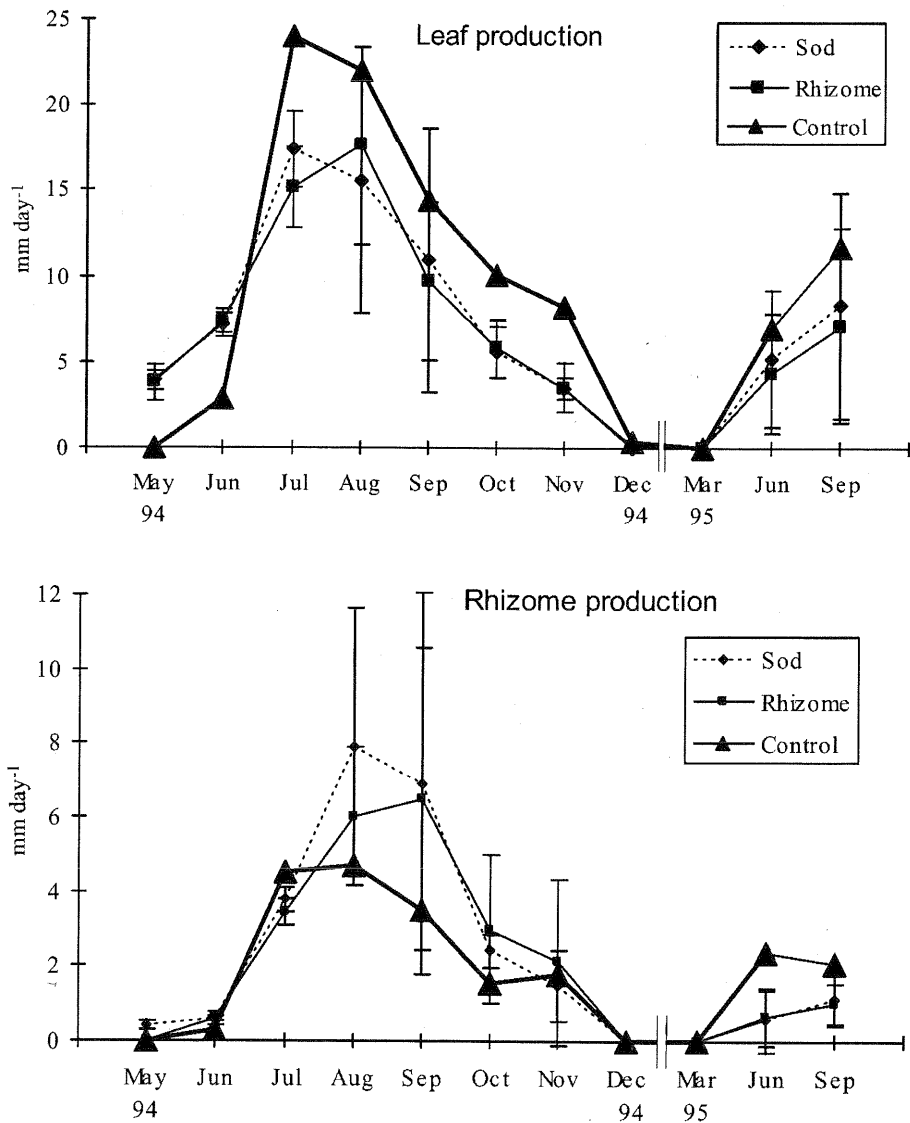 Leaf production
Sod
Rhizome
Control
25
20
15
10
5
0
mm day-1
May Jun Jul Aug Sep Oct Nov Dec Mar Jun Sep
94 94 95
Rhizome production
Sod
Rhizome
Control
12
10
8
6
4
2
0
mm day-1
May Jun Jul Aug Sep Oct Nov Dec Mar Jun Sep
94 94 95